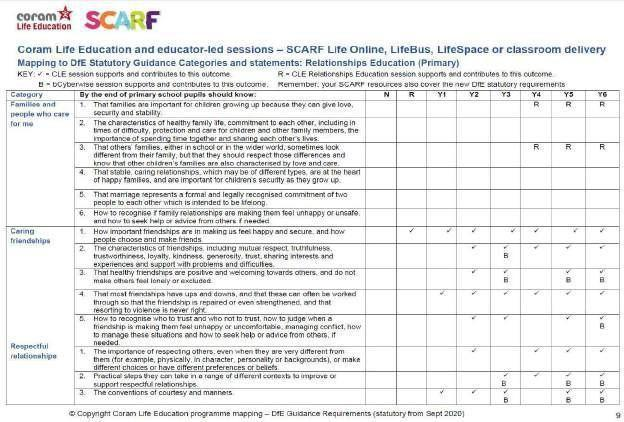 coram
Life Education
SCARF
Coram Life Education and educator-led sessions – SCARF Life Online, LifeBus, LifeSpace or classroom delivery
Mapping to DfE Statutory Guidance Categories and statements: Relationships Education (Primary)
KEY: ✓ = CLE session supports and contributes to this outcome. R = CLE Relationships Education session supports and contributes to this outcome.
B = bCyberwise session supports and contributes to this outcome. Remember, your SCARF resources also cover the new DfE statutory requirements
Category By the end of primary school pupils should know: N R Y1 Y2 Y3 Y4 Y5 Y6
Families and people who care for me
1. That families are important for children growing up because they can give love, R R R
security and stability.
2. The characteristics of healthy family life, commitment to each other, including in
times of difficulty, protection and care for children and other family members, the
importance of spending time together and sharing each other's lives.
3. That others' families, either in school or in the wider world, sometimes look R R R
different from their family, but that they should respect those differences and
know that other children's families are also characterised by love and care.
4. That stable, caring relationships, which may be of different types, are at the heart
of happy families, and are important for children's security as they grow up.
5. That marriage represents a formal and legally recognised commitment of two
people to each other which is intended to be lifelong.
6. How to recognise if family relationships are making them feel unhappy or unsafe,
and how to seek help or advice from others if needed.
Caring friendships
1. How important friendships are in making us feel happy and secure, and how ✓ ✓ ✓ ✓ ✓ ✓ ✓
people choose and make friends.
2. The characteristics of friendships, including mutual respect, truthfulness, ✓ ✓ ✓ ✓ ✓
trustworthiness, loyalty, kindness, generosity, trust, sharing interests and B
experiences and support with problems and difficulties.
3. That healthy friendships are positive and welcoming towards others, and do not ✓ ✓ ✓ ✓
make others feel lonely or excluded. B B B
4. That most friendships have ups and downs, and that these can often be worked ✓ ✓ ✓ ✓ ✓ ✓
through so that the friendship is repaired or even strengthened, and that
resorting to violence is never right.
5. How to recognise who to trust and who not to trust, how to judge when a ✓ ✓ ✓ ✓
friendship is making them feel unhappy or uncomfortable, managing conflict, how B
to manage these situations and how to seek help or advice from others, if
needed.
Respectful relationships
1. The importance of respecting others, even when they are very different from ✓ ✓ ✓ ✓
them (for example, physically, in character, personality or backgrounds), or make
different choices or have different preferences or beliefs.
2. Practical steps they can take in a range of different contexts to improve or ✓ ✓ ✓ ✓
support respectful relationships. B B B
3. The conventions of courtesy and manners. ✓ ✓ ✓ ✓ ✓
B B B
© Copyright Coram Life Education programme mapping – DfE Guidance Requirements (statutory from Sept 2020)
9